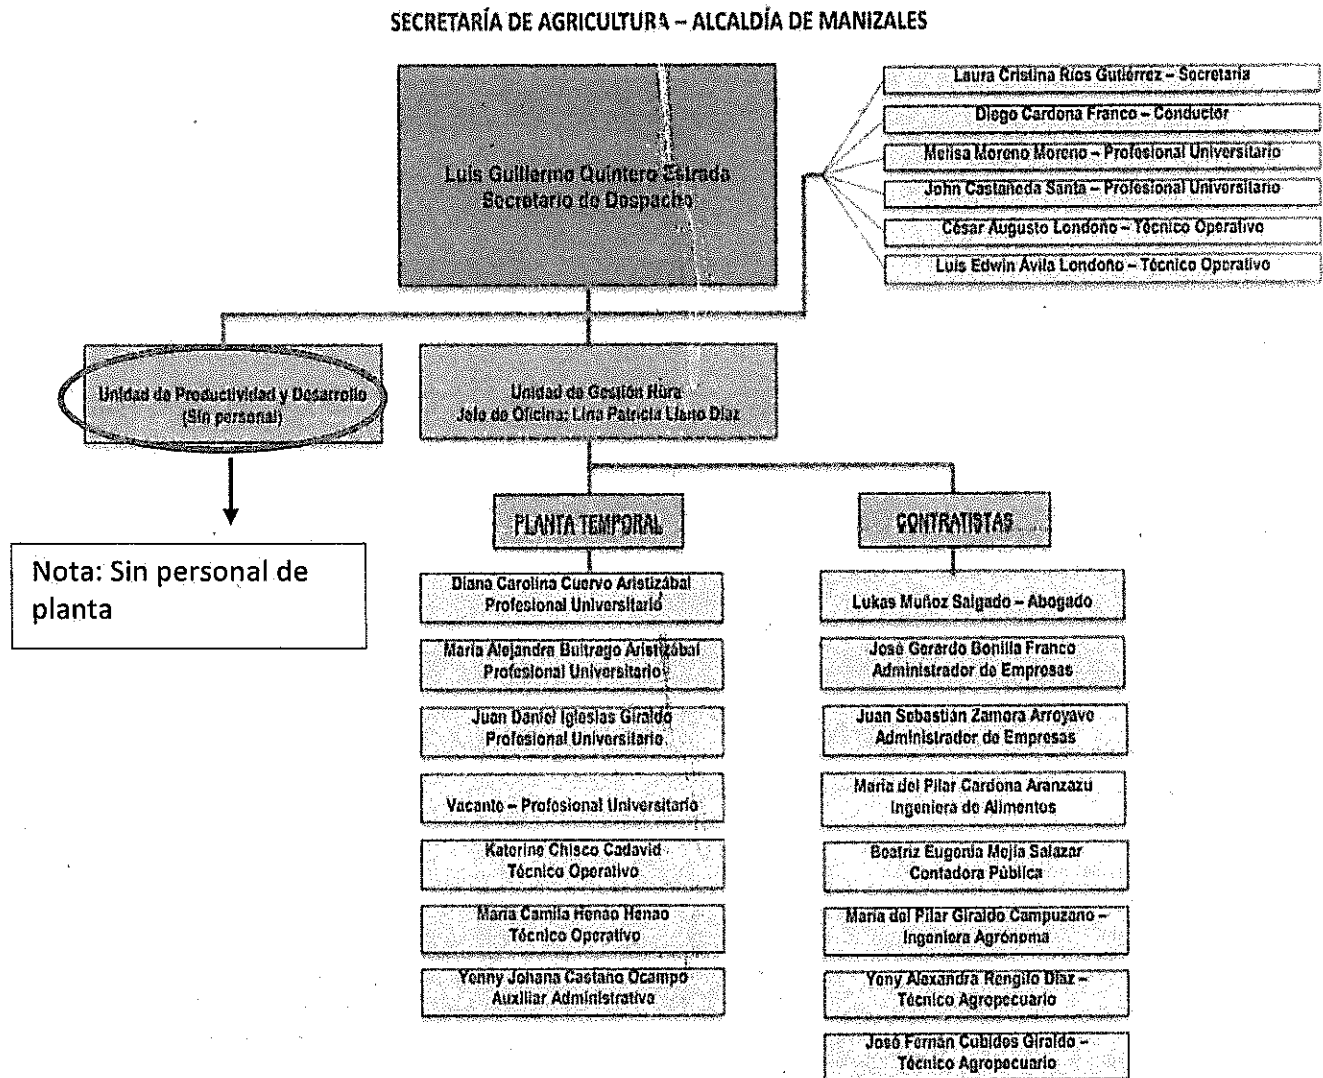 SECRETARÍA DE AGRICULTURA – ALCALDÍA DE MANIZALES
Luis Guillermo Quintero Estrada
Secretario de Despacho
Laura Cristina Ríos Gutiérrez – Secretaria
Diego Cardona Franco – Conductor
Melisa Moreno Moreno – Profesional Universitario
John Castañeda Santa – Profesional Universitario
César Augusto Londoño – Técnico Operativo
Luis Edwin Ávila Londoño – Técnico Operativo
Unidad de Productividad y Desarrollo
(Sin personal)
Unidad de Gestión Rura
Jefe de Oficina: Lina Patricia Llano Díaz
Nota: Sin personal de
planta
PLANTA TEMPORAL
Diana Carolina Cuervo Aristizábal
Profesional Universitario
María Alejandra Buitrago Aristizábal
Profesional Universitario
Juan Daniel Iglesias Giraldo
Profesional Universitario
Vacante – Profesional Universitario
Katerine Chisco Cadavid
Técnico Operativo
María Camila Henao Henao
Técnico Operativo
Yenny Johana Castaño Ocampo
Auxiliar Administrativa
CONTRATISTAS
Lukas Muñoz Salgado – Abogado
José Gerardo Bonilla Franco
Administrador de Empresas
Juan Sebastián Zamora Arroyave
Administrador de Empresas
María del Pilar Cardona Aranzazú
Ingeniera de Alimentos
Beatriz Eugenia Mejía Salazar
Contadora Pública
María del Pilar Giraldo Campuzano –
Ingeniera Agrónoma
Yeny Alexandra Rengifo Díaz –
Técnico Agropecuario
José Fernán Cubides Giraldo –
Técnico Agropecuario